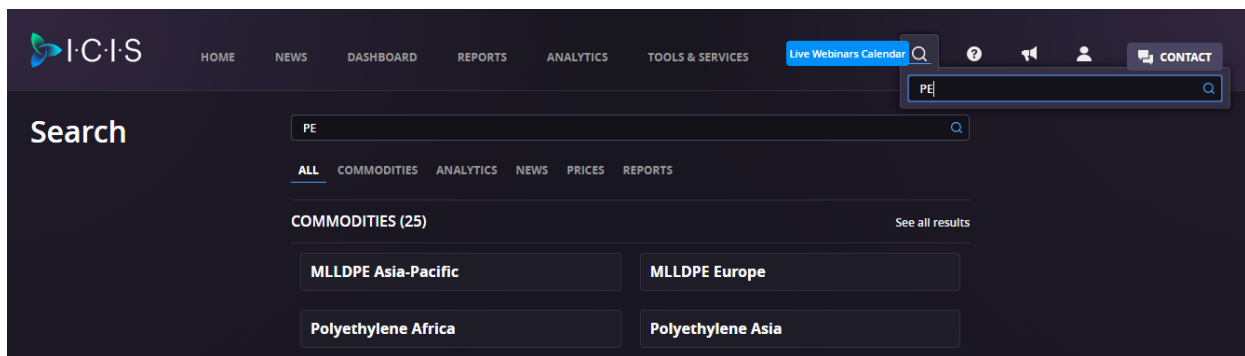 I·C·I·S
HOME NEWS DASHBOARD REPORTS ANALYTICS TOOLS & SERVICES Live Webinars Calendar ? CONTACT
PE
Search
PE
ALL COMMODITIES ANALYTICS NEWS PRICES REPORTS
COMMODITIES (25) See all results
MLLDPE Asia-Pacific MLLDPE Europe
Polyethylene Africa Polyethylene Asia